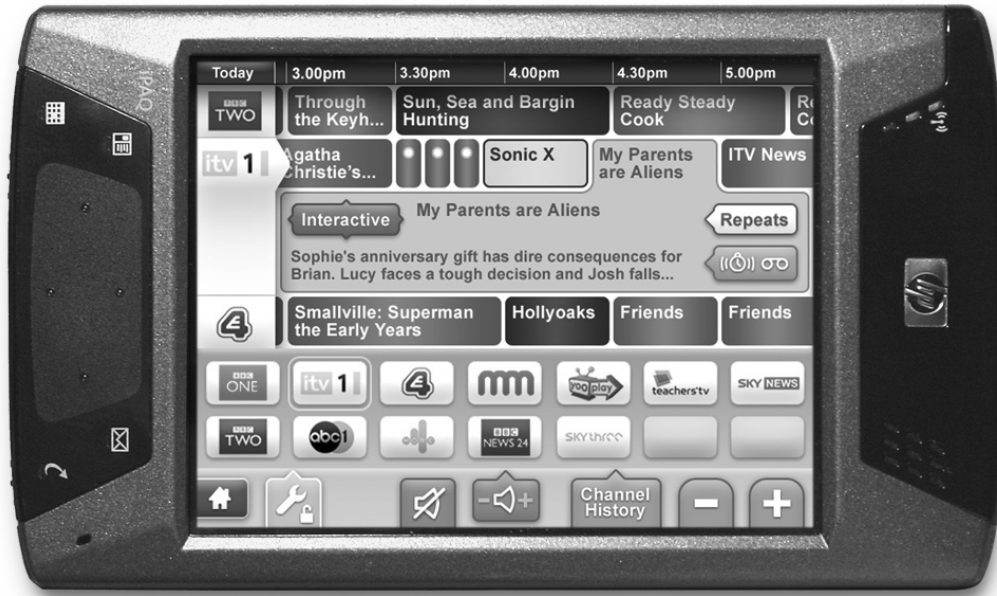 iPAQ
Today 3.00pm 3.30pm 4.00pm 4.30pm 5.00pm
BBC
TWO
Through
the Keyh...
Sun, Sea and Bargin
Hunting
Ready Steady
Cook
itv 1
Agatha
Christie's...
Sonic X
My Parents
are Aliens
ITV News
Interactive
My Parents are Aliens
Repeats
Sophie's anniversary gift has dire consequences for
Brian. Lucy faces a tough decision and Josh falls...
4
Smallville: Superman
the Early Years
Hollyoaks
Friends
Friends
BBC
ONE
itv 1
4
yoo play
teachers'tv
SKY NEWS
BBC
TWO
abc1
BBC
NEWS 24
SKY three
Channel
History
hp